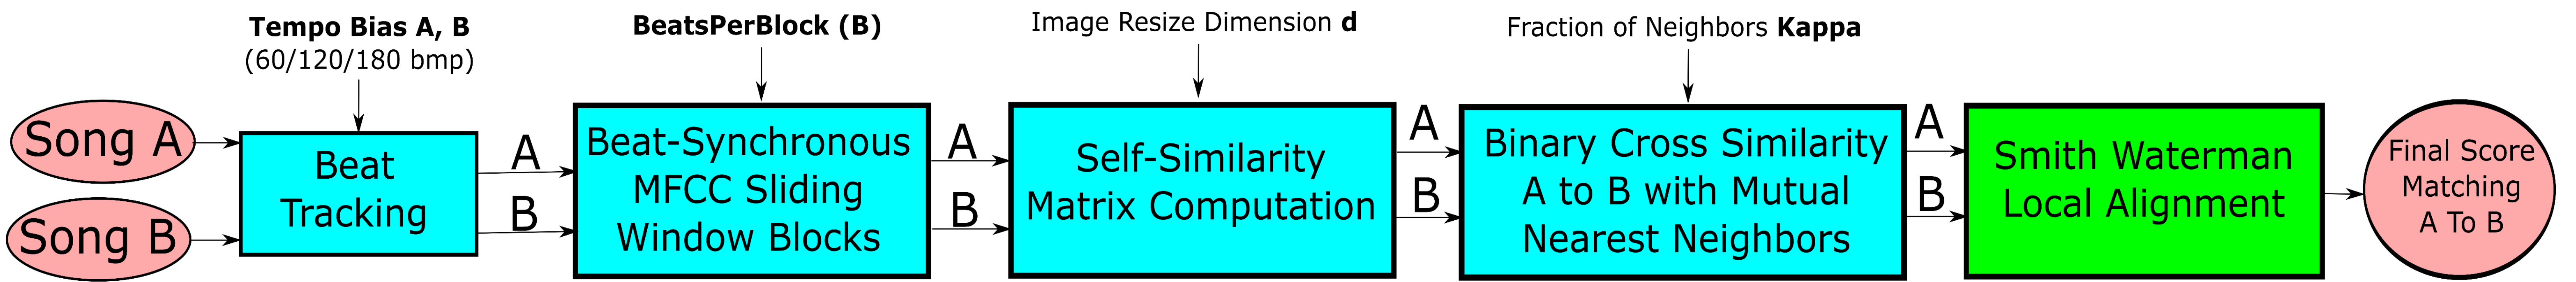 Tempo Bias A, B
(60/120/180 bmp)
BeatsPerBlock (B)
Image Resize Dimension d
Fraction of Neighbors Kappa
Song A
Song B
Beat
Tracking
A
B
Beat-Synchronous
MFCC Sliding
Window Blocks
A
B
Self-Similarity
Matrix Computation
A
B
Binary Cross Similarity
A to B with Mutual
Nearest Neighbors
A
B
Smith Waterman
Local Alignment
Final Score
Matching
A To B